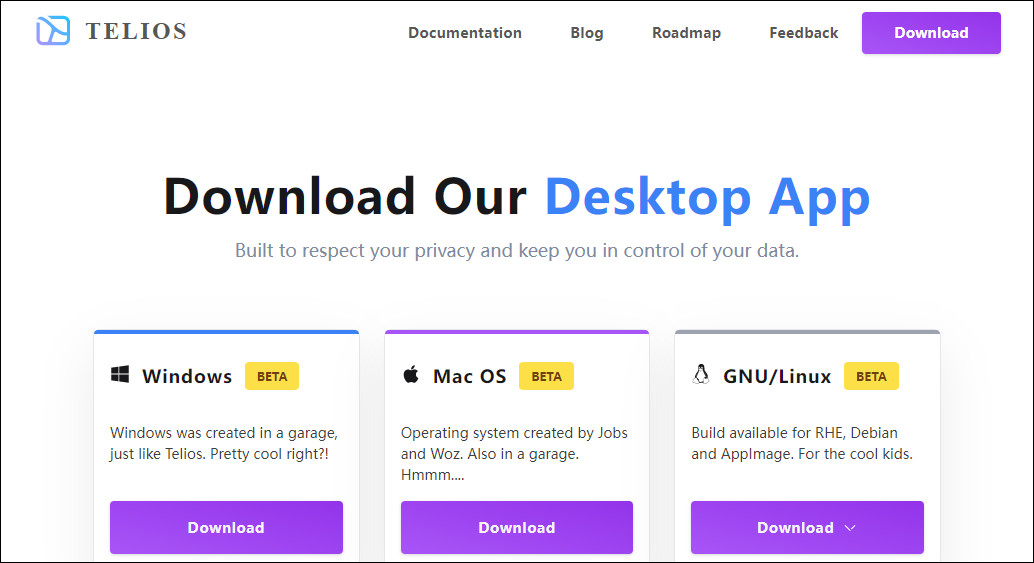 TELIOS
Documentation
Blog
Roadmap
Feedback
Download
Download Our Desktop App
Built to respect your privacy and keep you in control of your data.
Windows
BETA
Windows was created in a garage,
just like Telios. Pretty cool right?!
Download
Mac OS
BETA
Operating system created by Jobs
and Woz. Also in a garage.
Hmmm....
Download
GNU/Linux
BETA
Build available for RHE, Debian
and AppImage. For the cool kids.
Download